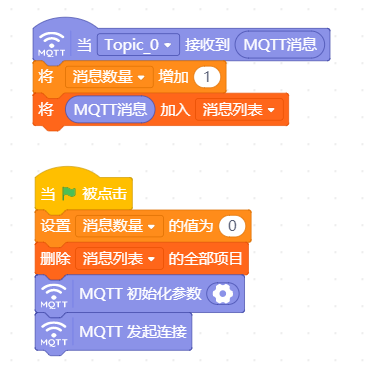 MQTT 当 Topic_0 接收到 MQTT消息
将 消息数量 增加 1
将 MQTT消息 加入 消息列表
当 被点击
设置 消息数量 的值为 0
删除 消息列表 的全部项目
MQTT MQTT 初始化参数
MQTT MQTT 发起连接